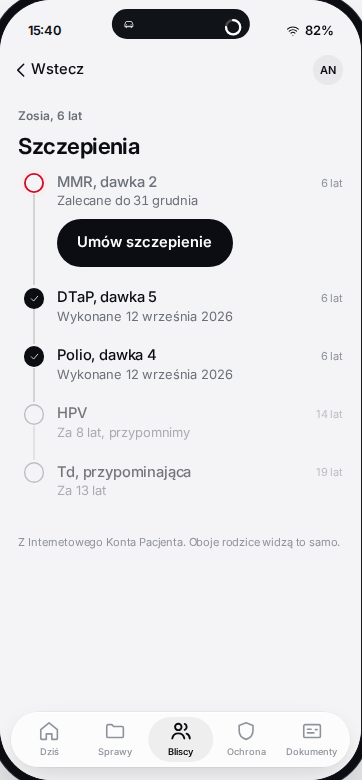 15:40
82%
Wstecz
AN
Zosia, 6 lat
Szczepienia
MMR, dawka 2
6 lat
Zalecane do 31 grudnia
Umów szczepienie
DTaP, dawka 5
6 lat
Wykonane 12 września 2026
Polio, dawka 4
6 lat
Wykonane 12 września 2026
HPV
14 lat
Za 8 lat, przypomnimy
Td, przypominająca
19 lat
Za 13 lat
Z Internetowego Konta Pacjenta. Oboje rodzice widzą to samo.
Dziś
Sprawy
Bliscy
Ochrona
Dokumenty